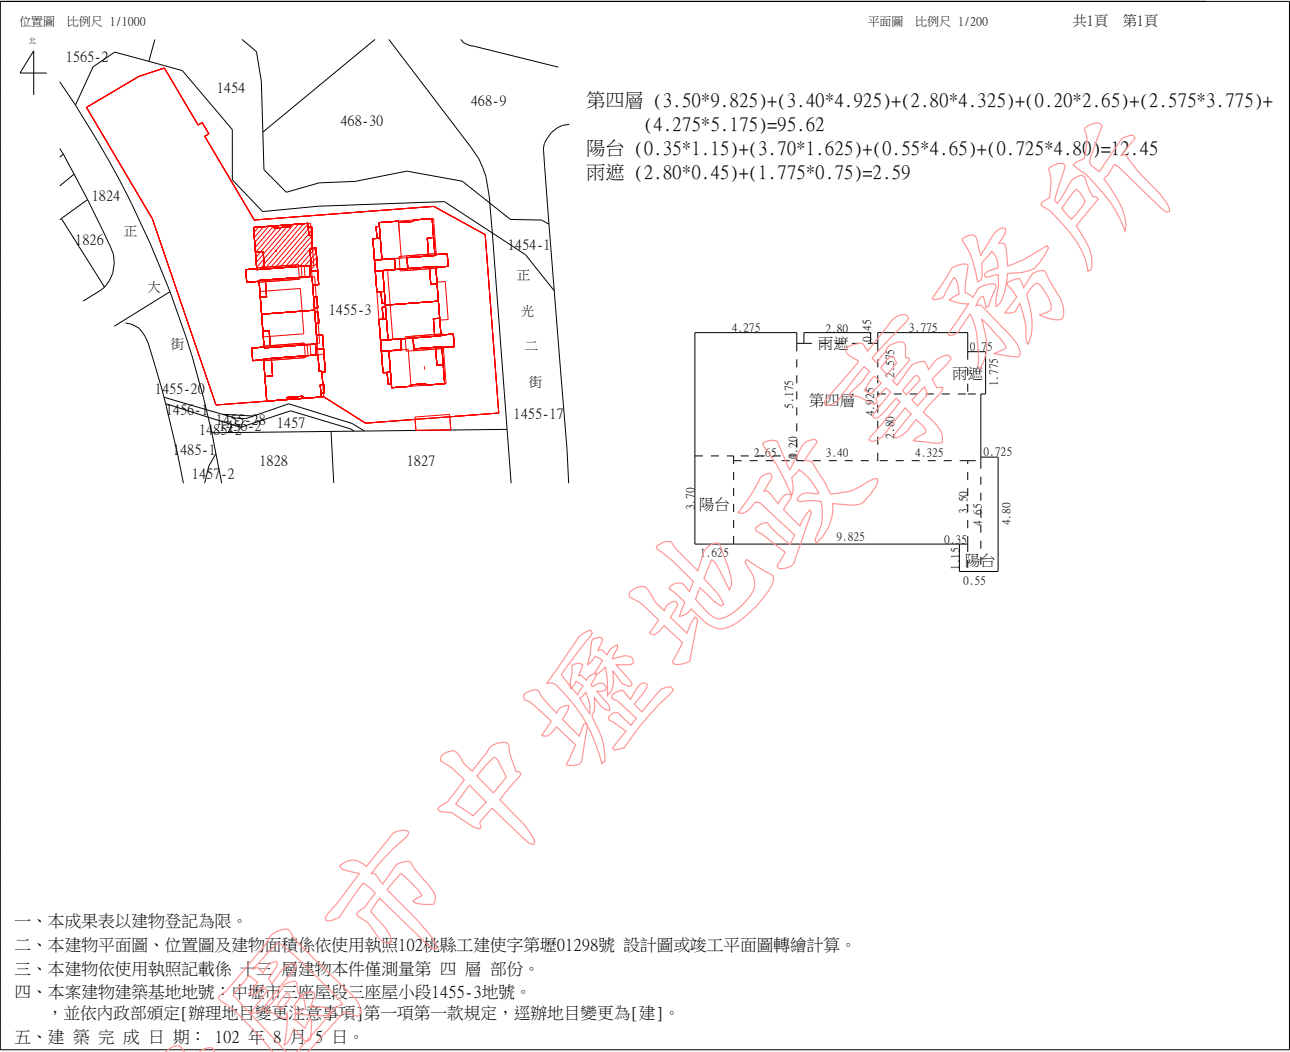 位置圖 比例尺 1/1000
平面圖 比例尺 1/200
共1頁 第1頁
北
第四層 (3.50*9.825)+(3.40*4.925)+(2.80*4.325)+(0.20*2.65)+(2.575*3.775)+
(4.275*5.175)=95.62
陽台 (0.35*1.15)+(3.70*1.625)+(0.55*4.65)+(0.725*4.80)=12.45
雨遮 (2.80*0.45)+(1.775*0.75)=2.59
1565-2
1454
468-9
468-30
1824
1826
正
大
街
1454-1
正
光
二
街
1455-3
1455-20
1456-1
1455-28
1457
1455-17
1485-1
1457-2
1828
1827
4.275
2.80
0.45
3.775
雨遮
0.75
2.575
雨遮
1.775
5.175
第四層
4.925
2.80
0.20
2.65
3.40
4.325
0.725
3.70
陽台
3.50
4.65
4.80
1.625
9.825
0.35
1.15
陽台
0.55
一、本成果表以建物登記為限。
二、本建物平面圖、位置圖及建物面積係依使用執照102桃縣工建使字第壢01298號 設計圖或竣工平面圖轉繪計算。
三、本建物依使用執照記載係 十三 層建物本件僅測量第 四 層 部份。
四、本案建物建築基地地號：中壢市三座屋段三座屋小段1455-3地號。
，並依內政部頒定[辦理地目變更注意事項]第一項第一款規定，逕辦地目變更為[建]。
五、建 築 完 成 日 期： 102 年 8 月 5 日。
園市中壢地政事務所